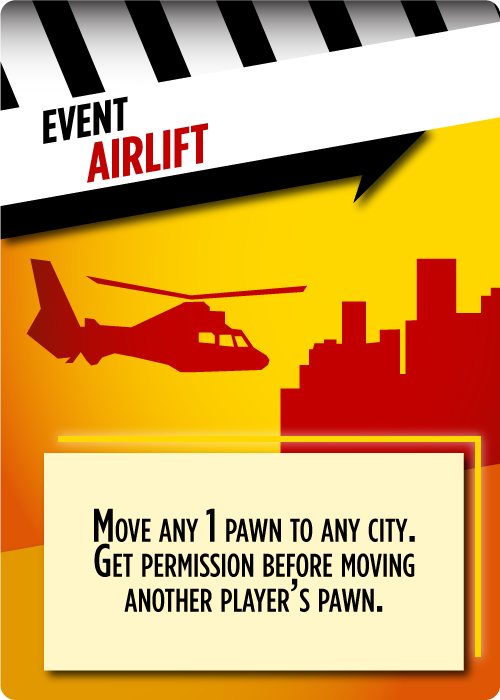 EVENT
AIRLIFT
MOVE ANY 1 PAWN TO ANY CITY.
GET PERMISSION BEFORE MOVING
ANOTHER PLAYER'S PAWN.